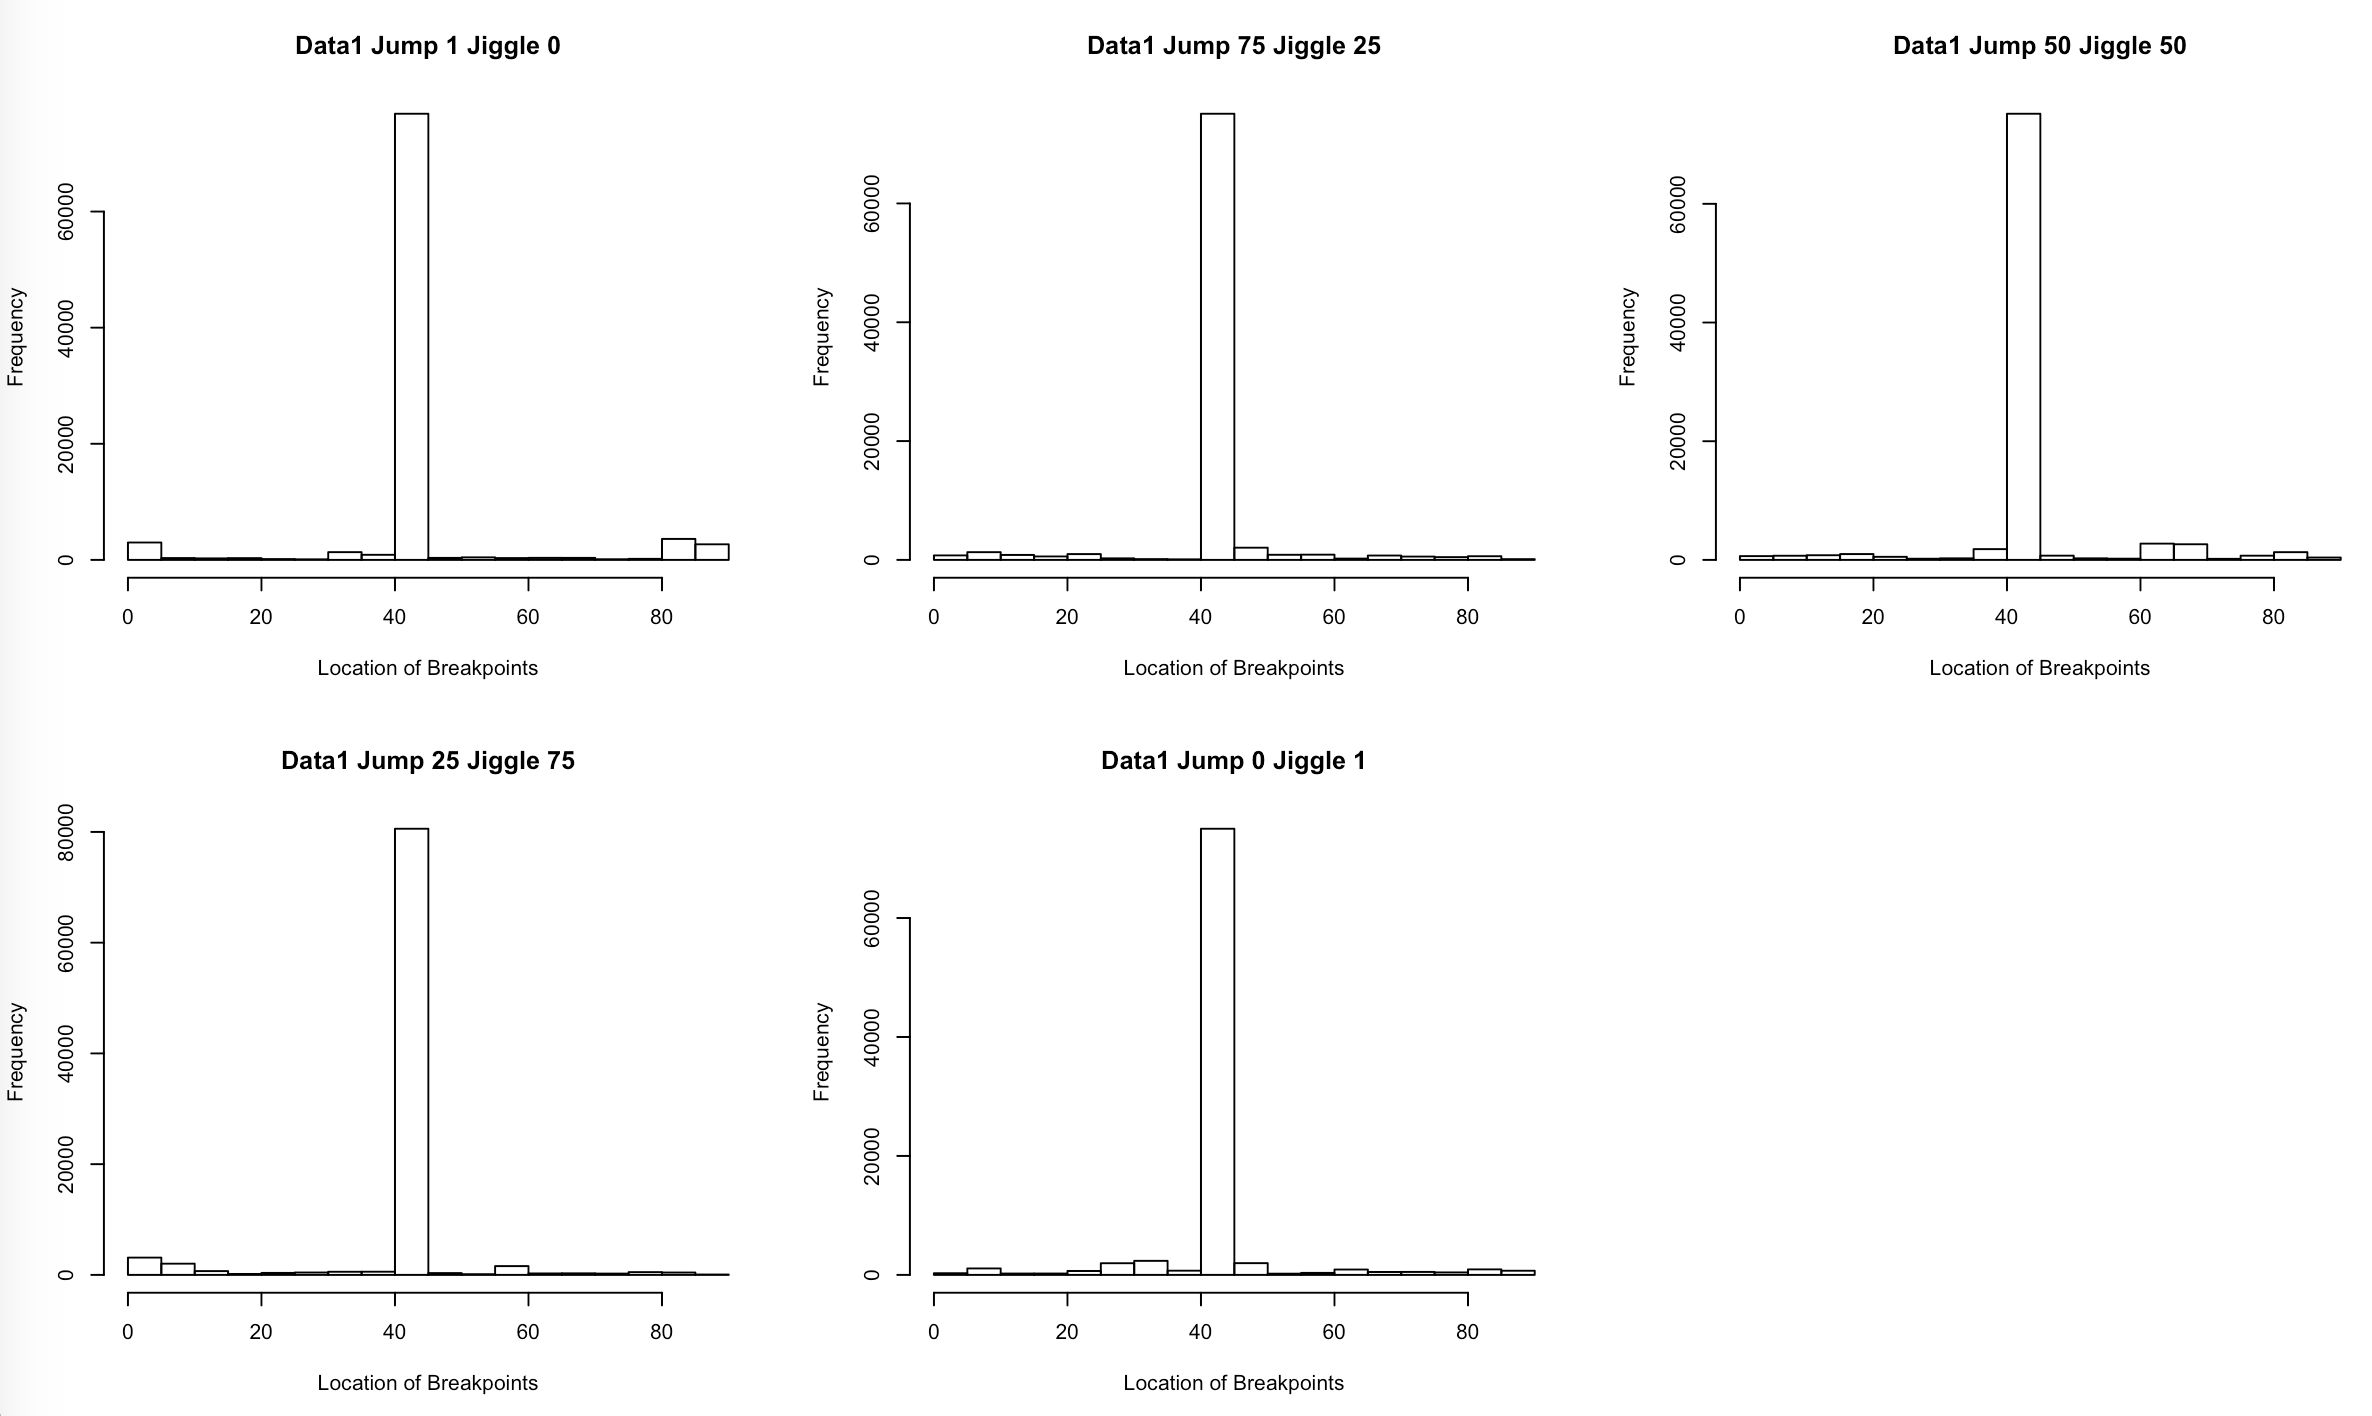 Data1 Jump 1 Jiggle 0
Frequency
60000
40000
20000
0
0 20 40 60 80
Location of Breakpoints
Data1 Jump 75 Jiggle 25
Frequency
60000
40000
20000
0
0 20 40 60 80
Location of Breakpoints
Data1 Jump 50 Jiggle 50
Frequency
60000
40000
20000
0
0 20 40 60 80
Location of Breakpoints
Data1 Jump 25 Jiggle 75
Frequency
80000
60000
40000
20000
0
0 20 40 60 80
Location of Breakpoints
Data1 Jump 0 Jiggle 1
Frequency
60000
40000
20000
0
0 20 40 60 80
Location of Breakpoints